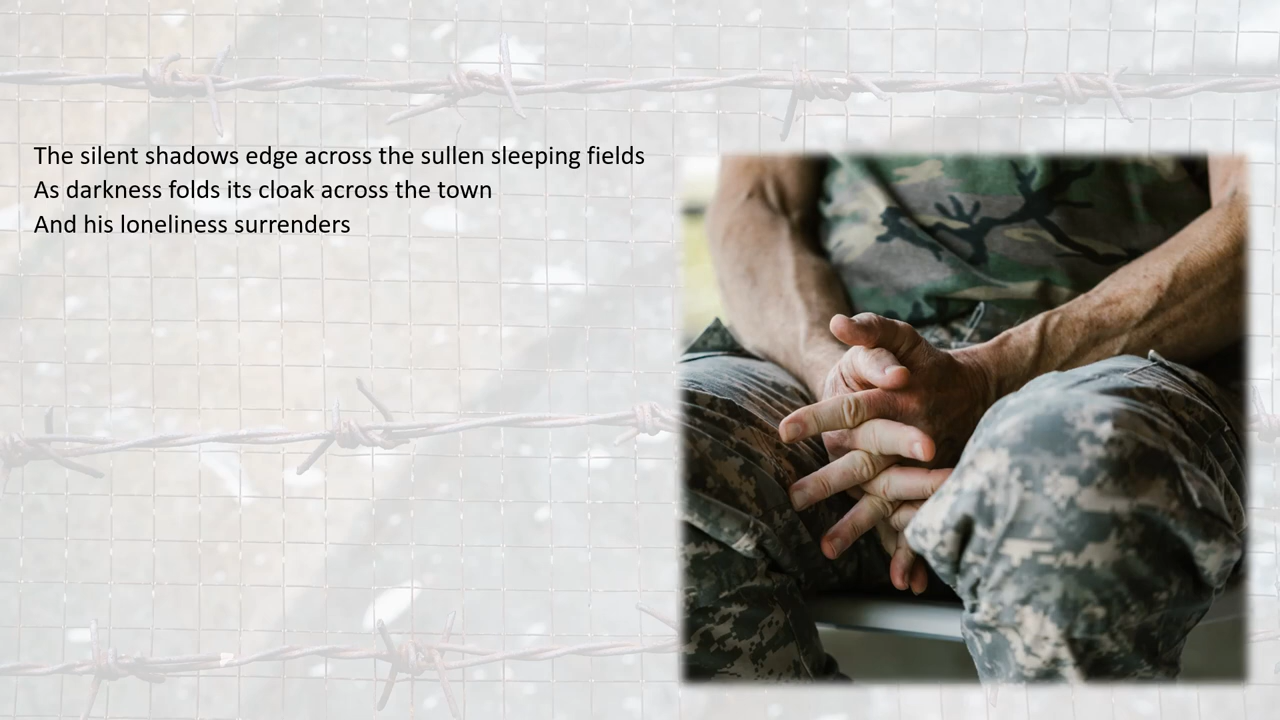 The silent shadows edge across the sullen sleeping fields
As darkness folds its cloak across the town
And his loneliness surrenders